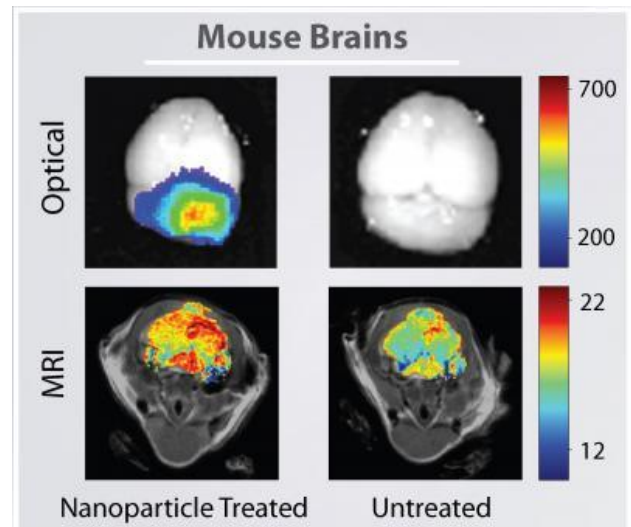 Mouse Brains
Optical
700
200
MRI
22
12
Nanoparticle Treated
Untreated